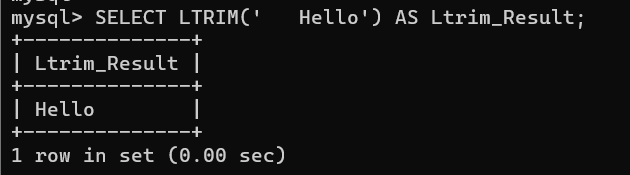 mysql> SELECT LTRIM('   Hello') AS Ltrim_Result;
+--------------+
| Ltrim_Result |
+--------------+
| Hello        |
+--------------+
1 row in set (0.00 sec)